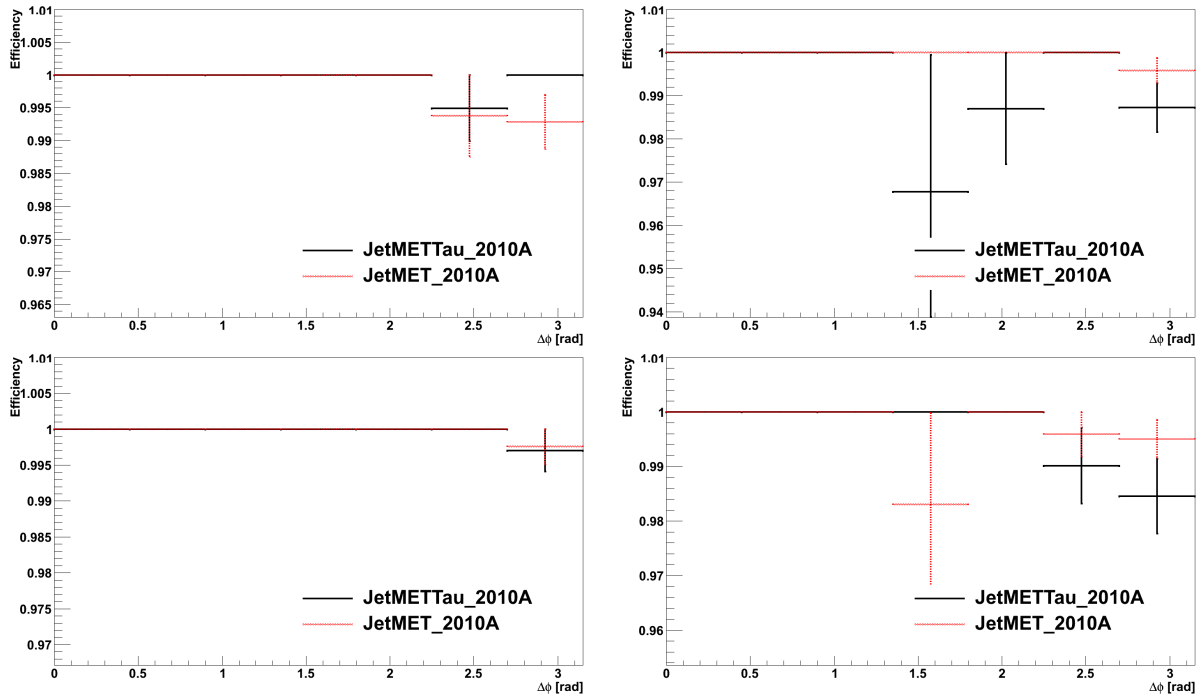 Efficiency
1.01
1.005
1
0.995
0.99
0.985
0.98
0.975
0.97
0.965
0 0.5 1 1.5 2 2.5 3
Δϕ [rad]
JetMETTau_2010A
JetMET_2010A
Efficiency
1.01
1
0.99
0.98
0.97
0.96
0.95
0.94
0 0.5 1 1.5 2 2.5 3
Δϕ [rad]
JetMETTau_2010A
JetMET_2010A
Efficiency
1.01
1.005
1
0.995
0.99
0.985
0.98
0.975
0.97
0 0.5 1 1.5 2 2.5 3
Δϕ [rad]
JetMETTau_2010A
JetMET_2010A
Efficiency
1.01
1
0.99
0.98
0.97
0.96
0 0.5 1 1.5 2 2.5 3
Δϕ [rad]
JetMETTau_2010A
JetMET_2010A